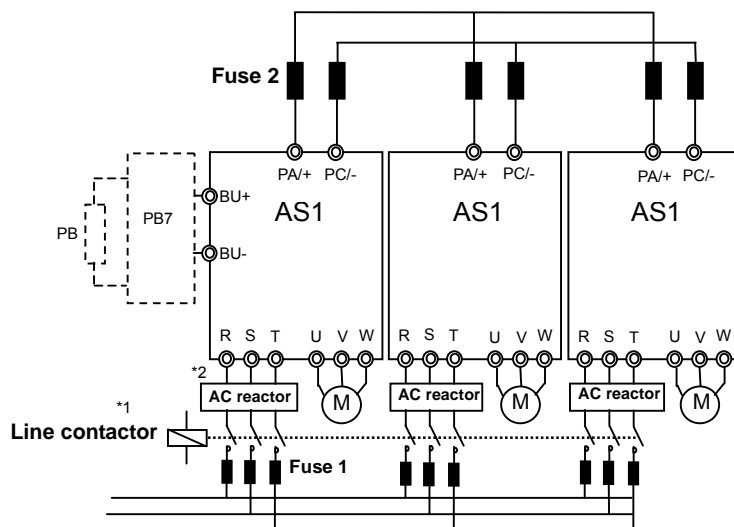 Fuse 2
PA/+ PC/- PA/+ PC/- PA/+ PC/-
BU+
AS1 AS1 AS1
PB PB7
BU-
R S T U V W R S T U V W R S T U V W
*2
AC reactor M AC reactor M AC reactor M
*1
Line contactor
Fuse 1